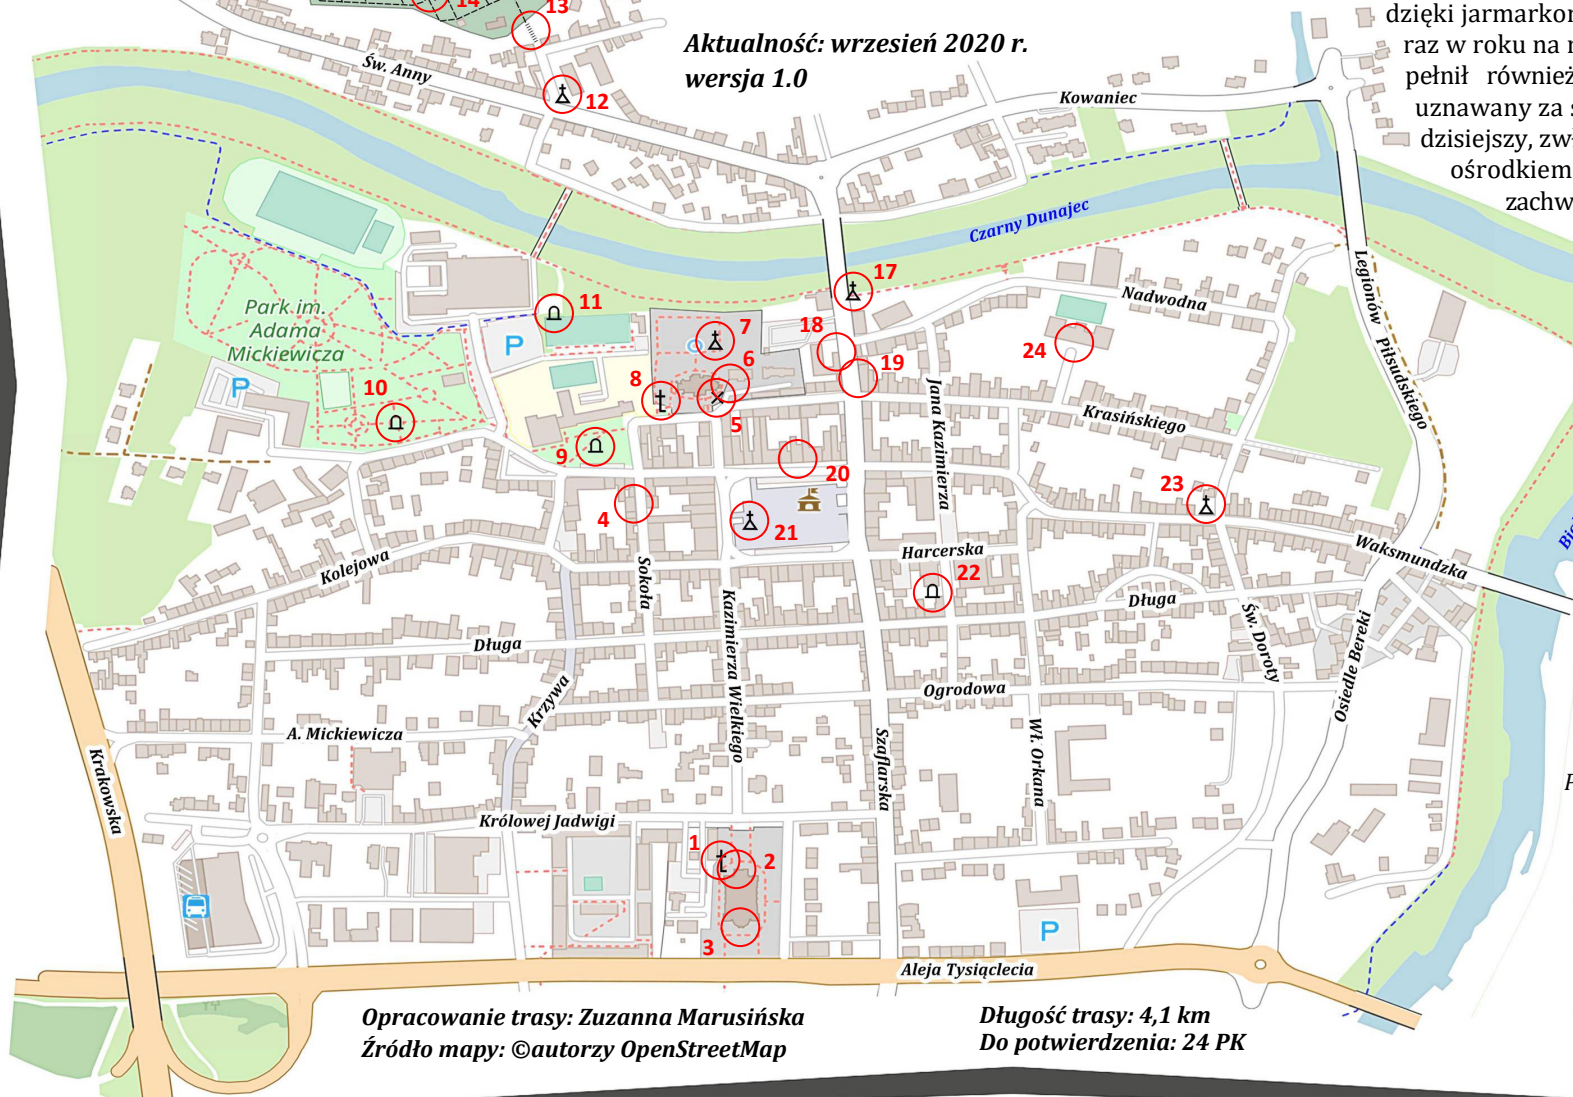 14
13
dzięki jarmarko
raz w roku na
pełnił również
uznawany za
dzisiejszy,
ośrodkiem
Aktualność: wrzesień 2020 r.
wersja 1.0
Św. Anny
12
Kowaniec
Czarny Dunajec
17
11
Nadwodna
Legionów Piłsudskiego
Park im.
Adama
Mickiewicza
P
P
7
18
24
6
19
8
10
5
Jana Kazimierza
Krasińskiego
9
20
23
4
21
Harcerska
Waksmundzka
Kolejowa
Sokoła
22
Kazimierza Wielkiego
Długa
Św. Doroty
Długa
Krzywa
Ogrodowa
Osiedle Bereki
A. Mickiewicza
Krakowska
Szaflarska
Wł. Orkana
Królowej Jadwigi
1
2
P
3
Aleja Tysiąclecia
Opracowanie trasy: Zuzanna Marusińska
Źródło mapy: ©autorzy OpenStreetMap
Długość trasy: 4,1 km
Do potwierdzenia: 24 PK